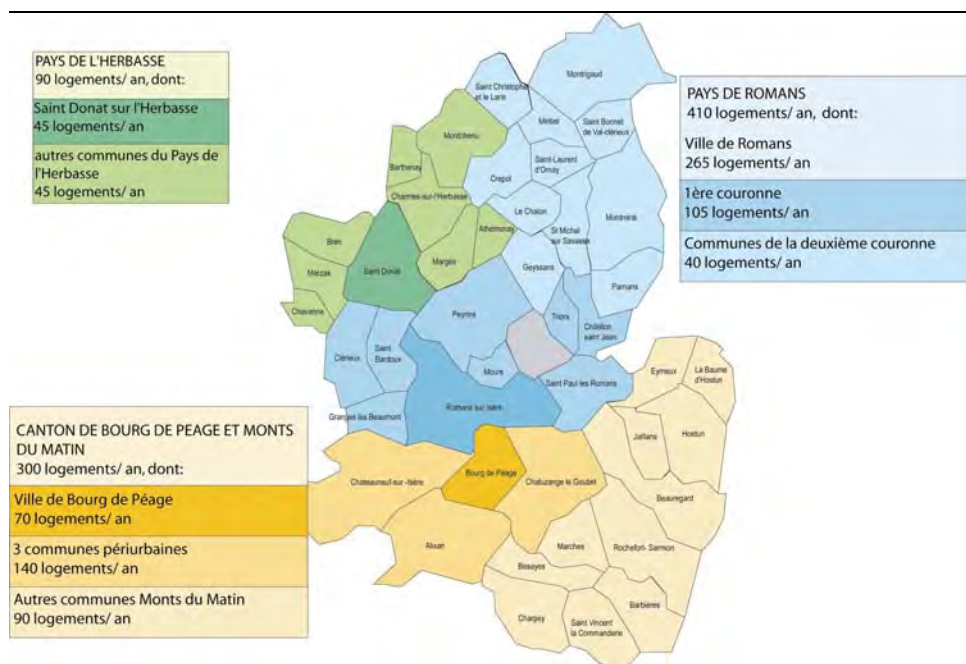 PAYS DE L'HERBASSE
90 logements/ an, dont:
Saint Donat sur l'Herbasse
45 logements/ an
autres communes du Pays de
l'Herbasse
45 logements/ an
PAYS DE ROMANS
410 logements/ an, dont:
Ville de Romans
265 logements/ an
1ère couronne
105 logements/ an
Communes de la deuxième couronne
40 logements/ an
CANTON DE BOURG DE PEAGE ET MONTS
DU MATIN
300 logements/ an, dont:
Ville de Bourg de Péage
70 logements/ an
3 communes périurbaines
140 logements/ an
Autres communes Monts du Matin
90 logements/ an
Montrigaud
Saint Christophe
et le Laris
Miribel
Saint Bonnet
de Valclérieux
Montchenu
Saint-Laurent
d'Onay
Bathernay
Crepol
Charmes-sur-l'Herbasse
Le Chalon
Montmiral
St Michel
sur Savasse
Bren
Margès
Geyssans
Saint Donat
Parnans
Chavanne
Peyrins
Triors
Châtillon
saint Jean
Clérieux
Saint
Bardoux
Mours
Saint Paul les Romans
Eymeux
La Baume
d'Hostun
Granges les Beaumont
Romans sur Isère
Jaillans
Hostun
Chateauneuf-sur -Isère
Bourg de Péage
Chatuzange le Goubet
Beauregard
Alixan
Marches
Rochefort- Samson
Besayes
Barbières
Charpey
Saint Vincent
la Commanderie